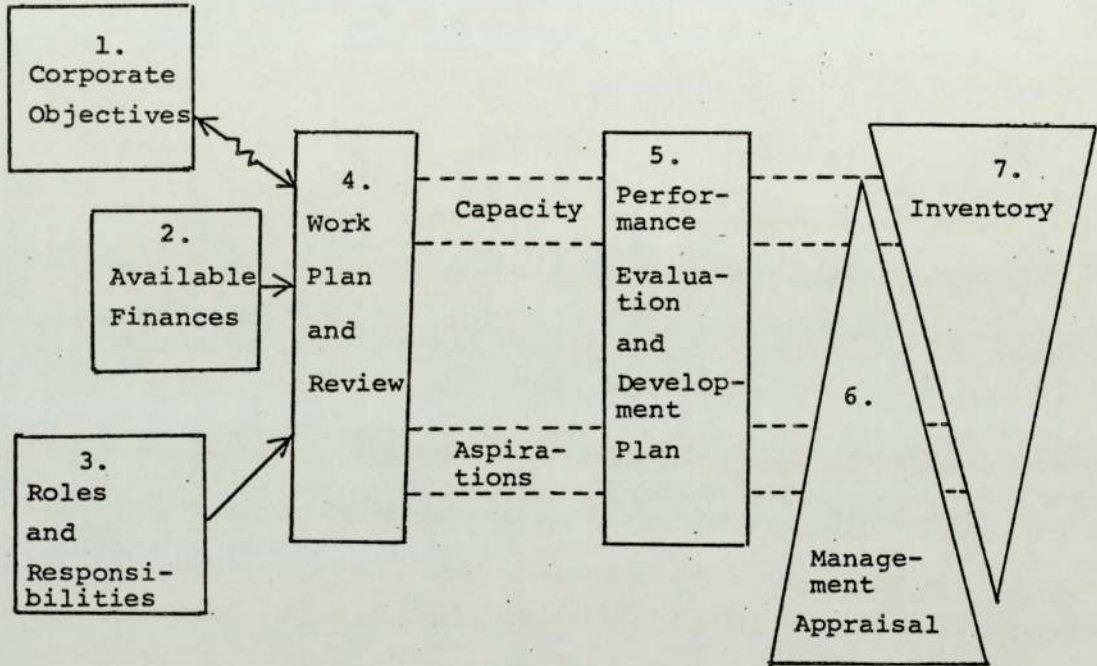 1.
Corporate
Objectives
2.
Available
Finances
3.
Roles
and
Responsi-
bilities
4.
Work
Plan
and
Review
Capacity
Aspira-
tions
5.
Perfor-
mance
Evalua-
tion
and
Develop-
ment
Plan
6.
Manage-
ment
Appraisal
7.
Inventory